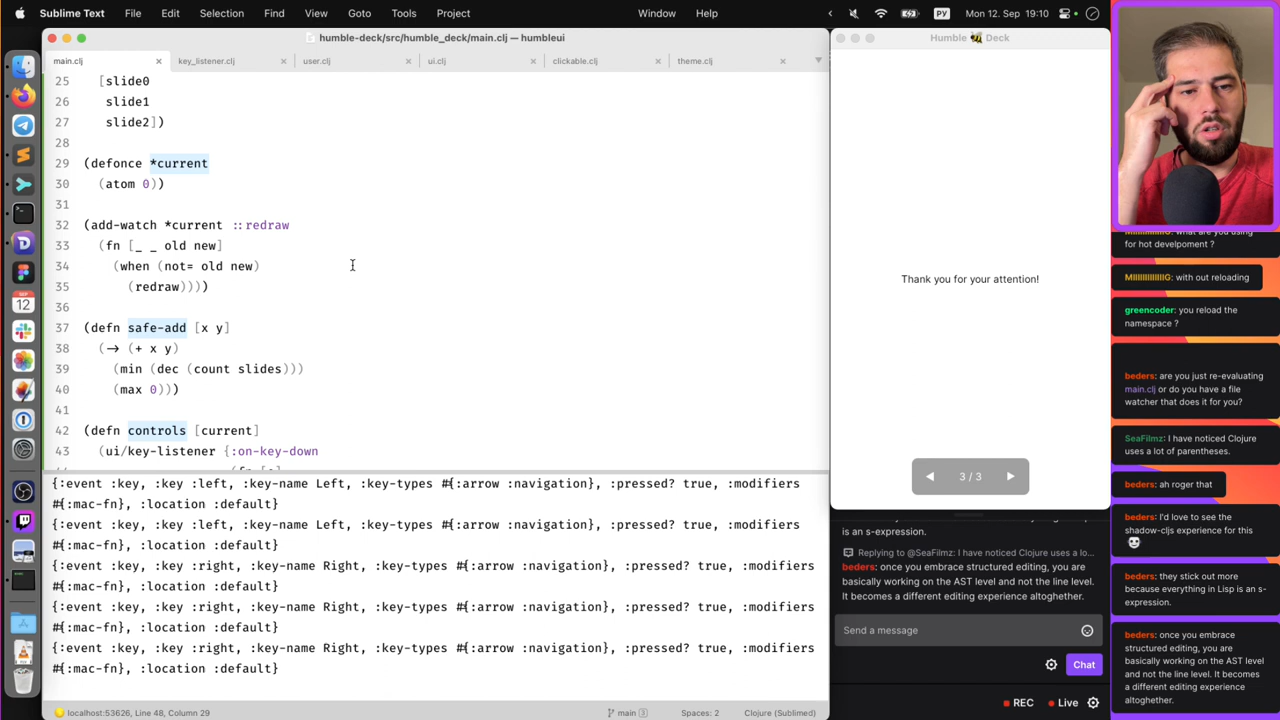 Sublime Text File Edit Selection Find View Goto Tools Project Window Help РУ Mon 12. Sep 19:10
humble-deck/src/humble_deck/main.clj — humbleui
main.clj key_listener.clj user.clj ui.clj clickable.clj theme.clj
25 [slide0
26 slide1
27 slide2])
28
29 (defonce *current
30 (atom 0))
31
32 (add-watch *current ::redraw
33 (fn [_ _ old new]
34 (when (not= old new)
35 (redraw))))
36
37 (defn safe-add [x y]
38 (-> (+ x y)
39 (min (dec (count slides)))
40 (max 0)))
41
42 (defn controls [current]
43 (ui/key-listener {:on-key-down
{:event :key, :key :left, :key-name Left, :key-types #{:arrow :navigation}, :pressed? true, :modifiers
#{:mac-fn}, :location :default}
{:event :key, :key :left, :key-name Left, :key-types #{:arrow :navigation}, :pressed? true, :modifiers
#{:mac-fn}, :location :default}
{:event :key, :key :right, :key-name Right, :key-types #{:arrow :navigation}, :pressed? true, :modifiers
#{:mac-fn}, :location :default}
{:event :key, :key :right, :key-name Right, :key-types #{:arrow :navigation}, :pressed? true, :modifiers
#{:mac-fn}, :location :default}
{:event :key, :key :right, :key-name Right, :key-types #{:arrow :navigation}, :pressed? true, :modifiers
#{:mac-fn}, :location :default}
localhost:53626, Line 48, Column 29 main 3 Spaces: 2 Clojure (Sublimed)
SEP
12
Humble 🐝 Deck
Thank you for your attention!
◀ 3 / 3 ▶
is an s-expression.
Replying to @SeaFilmz: I have noticed Clojure uses a lo...
beders: once you embrace structured editing, you are
basically working on the AST level and not the line level.
It becomes a different editing experience altoghether.
Send a message
Chat
REC Live
for hot develpoment ?
MIIIIIIIIIIIG: with out reloading
greencoder: you reload the
namespace ?
beders: are you just re-evaluating
main.clj or do you have a file
watcher that does it for you?
SeaFilmz: I have noticed Clojure
uses a lot of parentheses.
beders: ah roger that
beders: I'd love to see the
shadow-cljs experience for this
beders: they stick out more
because everything in Lisp is an s-
expression.
beders: once you embrace
structured editing, you are
basically working on the AST level
and not the line level. It becomes
a different editing experience
altoghether.